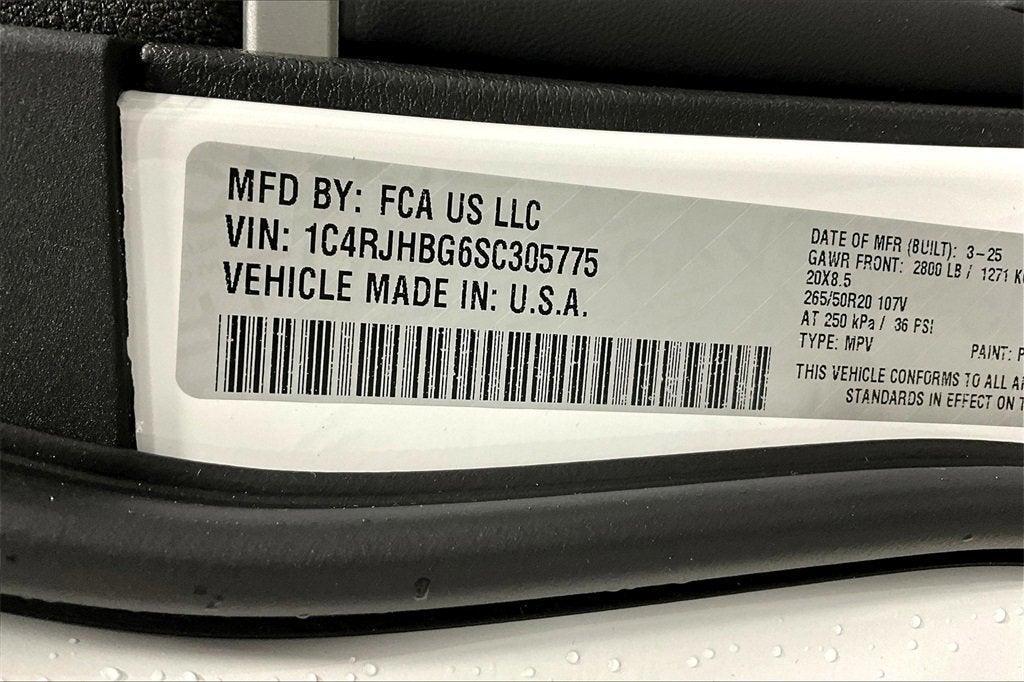 MFD BY: FCA US LLC
VIN: 1C4RJHBG6SC305775
VEHICLE MADE IN: U.S.A.
DATE OF MFR (BUILT): 3-25
GAWR FRONT: 2800 LB / 1271
20X8.5
265/50R20 107V
AT 250 kPa / 36 PSI
TYPE: MPV
PAINT:
THIS VEHICLE CONFORMS TO ALL
STANDARDS IN EFFECT ON